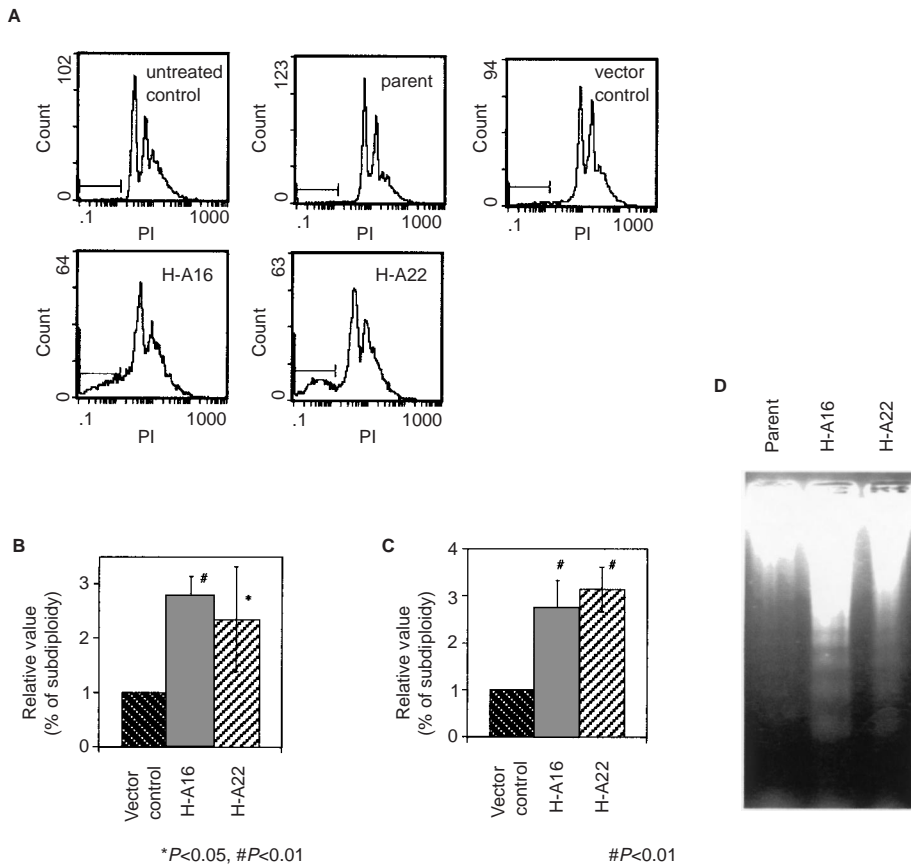 A
102
untreated
control
Count
0
.1
1000
PI
123
parent
Count
0
.1
1000
PI
94
vector
control
Count
0
.1
1000
PI
64
H-A16
Count
0
.1
1000
PI
63
H-A22
Count
0
.1
1000
PI
B
Relative value
(% of subdiploidy)
3
2
1
0
#
*
Vector
control
H-A16
H-A22
*P<0.05, #P<0.01
C
Relative value
(% of subdiploidy)
4
3
2
1
0
#
#
Vector
control
H-A16
H-A22
#P<0.01
D
Parent
H-A16
H-A22